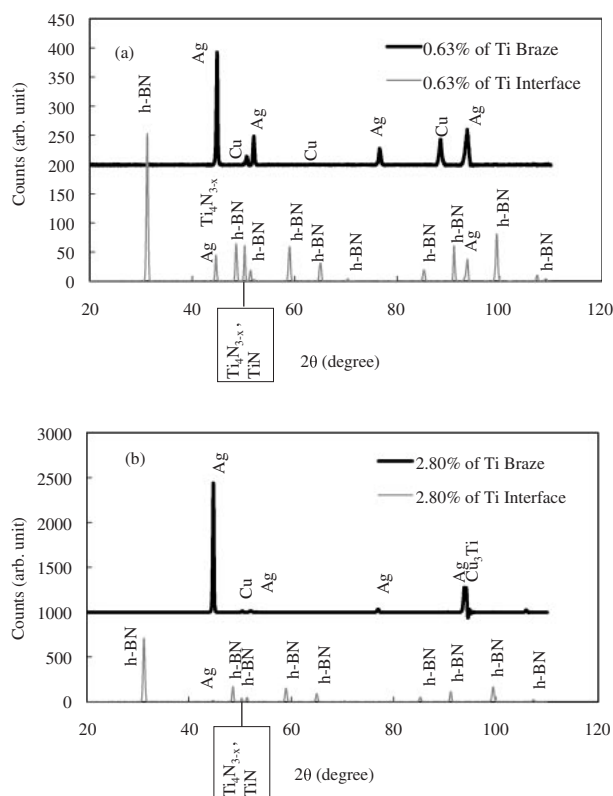 (a)
0.63% of Ti Braze
0.63% of Ti Interface
Counts (arb. unit)
450
400
350
300
250
200
150
100
50
0
h-BN
Ag
Cu
Ag
Cu
Ag
Cu
Ag
Ti4N3-x
Ag
h-BN
h-BN
h-BN
h-BN
h-BN
h-BN
h-BN
Ag
h-BN
h-BN
20
40
60
80
100
120
Ti4N3-x,
TiN
2θ (degree)
(b)
2.80% of Ti Braze
2.80% of Ti Interface
Counts (arb. unit)
3000
2500
2000
1500
1000
500
0
Ag
Cu
Ag
Ag
Ag
Cu3Ti
h-BN
Ag
h-BN
h-BN
h-BN
h-BN
h-BN
h-BN
h-BN
h-BN
20
40
60
80
100
120
Ti4N3-x,
TiN
2θ (degree)